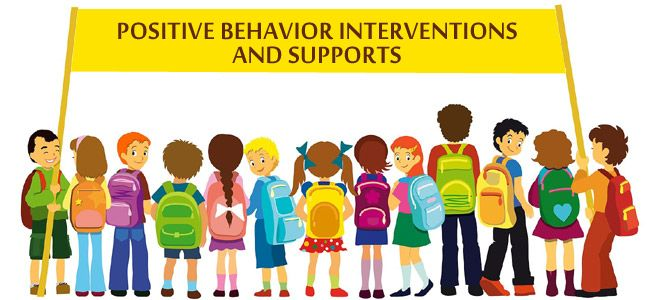 POSITIVE BEHAVIOR INTERVENTIONS
AND SUPPORTS